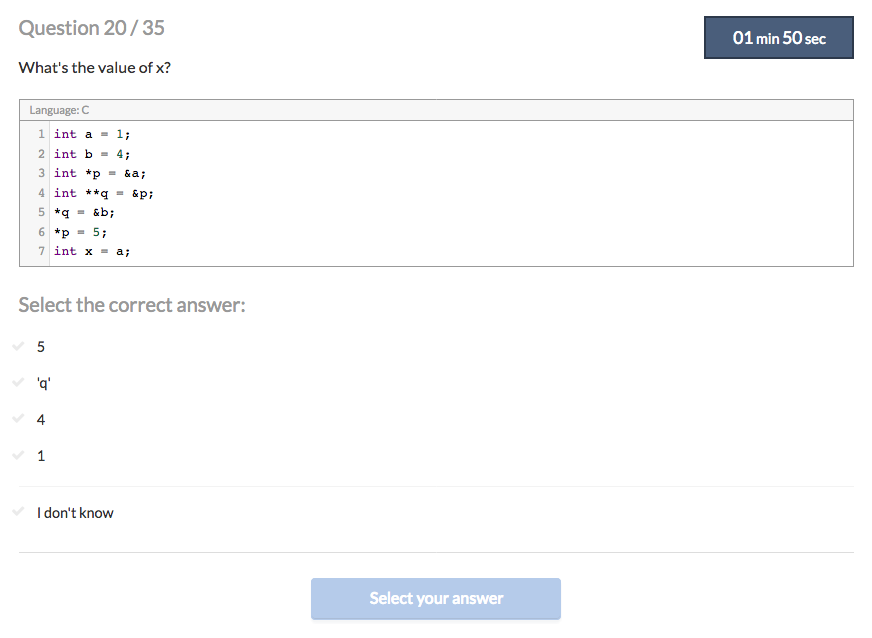 Question 20 / 35
01 min 50 sec
What's the value of x?
Language: C
1 int a = 1;
2 int b = 4;
3 int *p = &a;
4 int **q = &p;
5 *q = &b;
6 *p = 5;
7 int x = a;
Select the correct answer:
5
'q'
4
1
I don't know
Select your answer